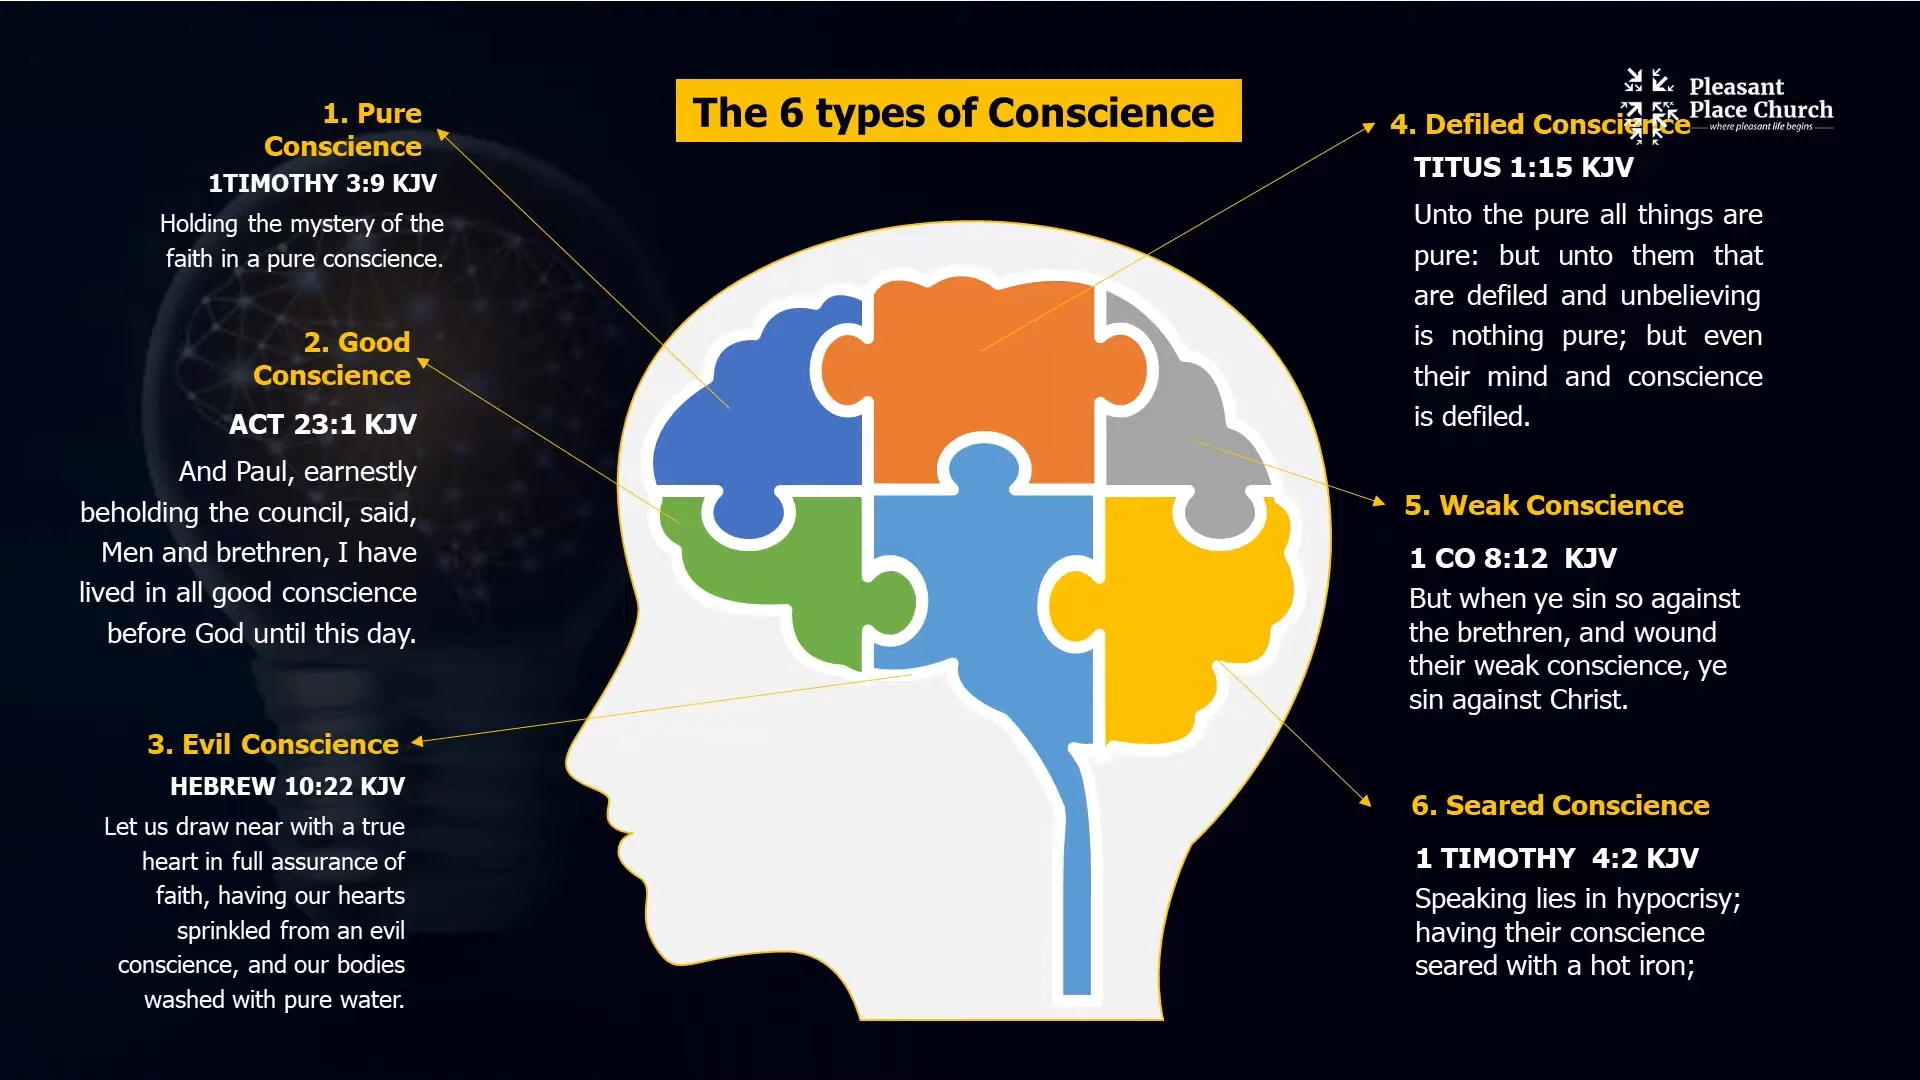 The 6 types of Conscience
Pleasant
Place Church
where pleasant life begins
1. Pure
Conscience
1TIMOTHY 3:9 KJV
Holding the mystery of the
faith in a pure conscience.
2. Good
Conscience
ACT 23:1 KJV
And Paul, earnestly
beholding the council, said,
Men and brethren, I have
lived in all good conscience
before God until this day.
3. Evil Conscience
HEBREW 10:22 KJV
Let us draw near with a true
heart in full assurance of
faith, having our hearts
sprinkled from an evil
conscience, and our bodies
washed with pure water.
4. Defiled Conscience
TITUS 1:15 KJV
Unto the pure all things are
pure: but unto them that
are defiled and unbelieving
is nothing pure; but even
their mind and conscience
is defiled.
5. Weak Conscience
1 CO 8:12 KJV
But when ye sin so against
the brethren, and wound
their weak conscience, ye
sin against Christ.
6. Seared Conscience
1 TIMOTHY 4:2 KJV
Speaking lies in hypocrisy;
having their conscience
seared with a hot iron;